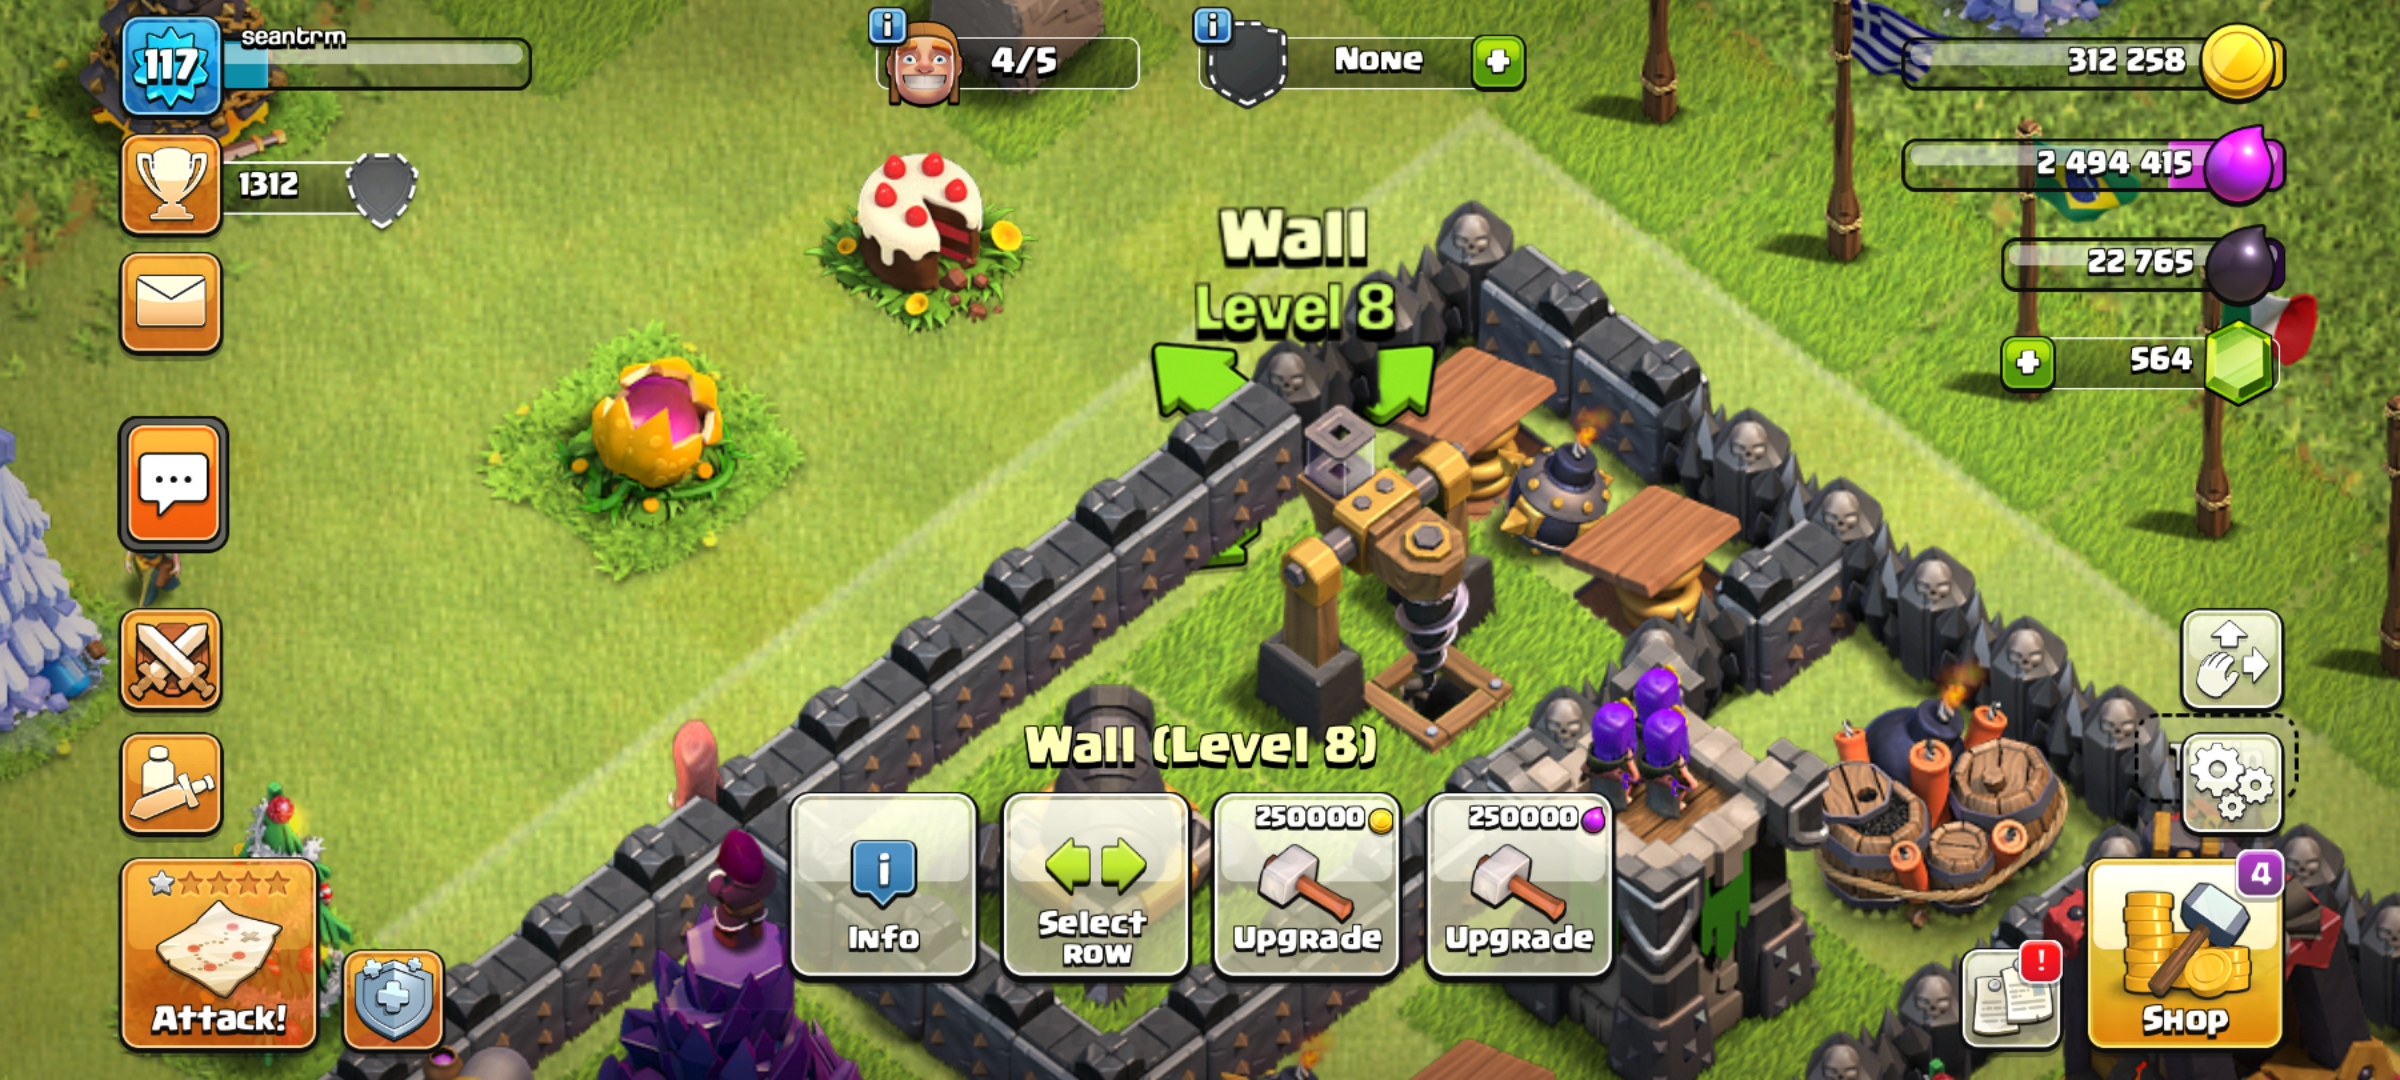 117
seantrm
4/5
None
312 258
1312
2 494 415
22 765
564
Wall
Level 8
Wall (Level 8)
Info
Select
Row
250000
Upgrade
250000
Upgrade
Attack!
4
!
Shop